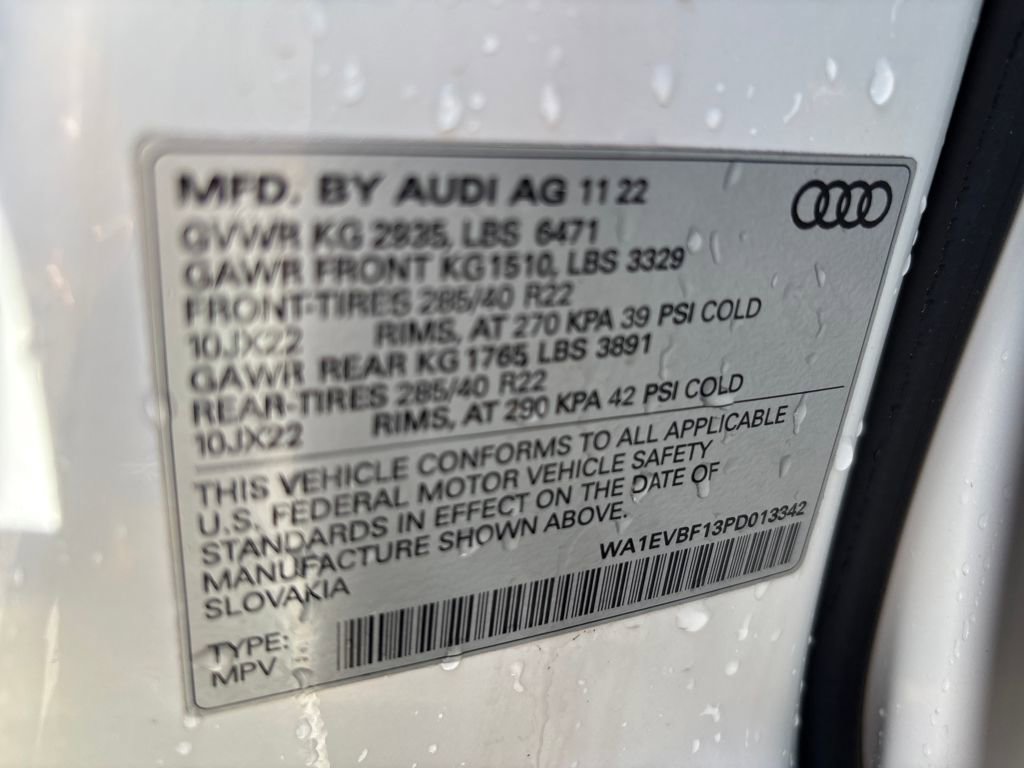 MFD. BY AUDI AG 11 22
GVWR KG 2935, LBS 6471
GAWR FRONT KG1510, LBS 3329
FRONT-TIRES 285/40 R22
10JX22 RIMS, AT 270 KPA 39 PSI COLD
GAWR REAR KG1765 LBS 3891
REAR-TIRES 285/40 R22
10JX22 RIMS, AT 290 KPA 42 PSI COLD
THIS VEHICLE CONFORMS TO ALL APPLICABLE
U.S. FEDERAL MOTOR VEHICLE SAFETY
STANDARDS IN EFFECT ON THE DATE OF
MANUFACTURE SHOWN ABOVE.
WA1EVBF13PD013342
SLOVAKIA
TYPE:
MPV